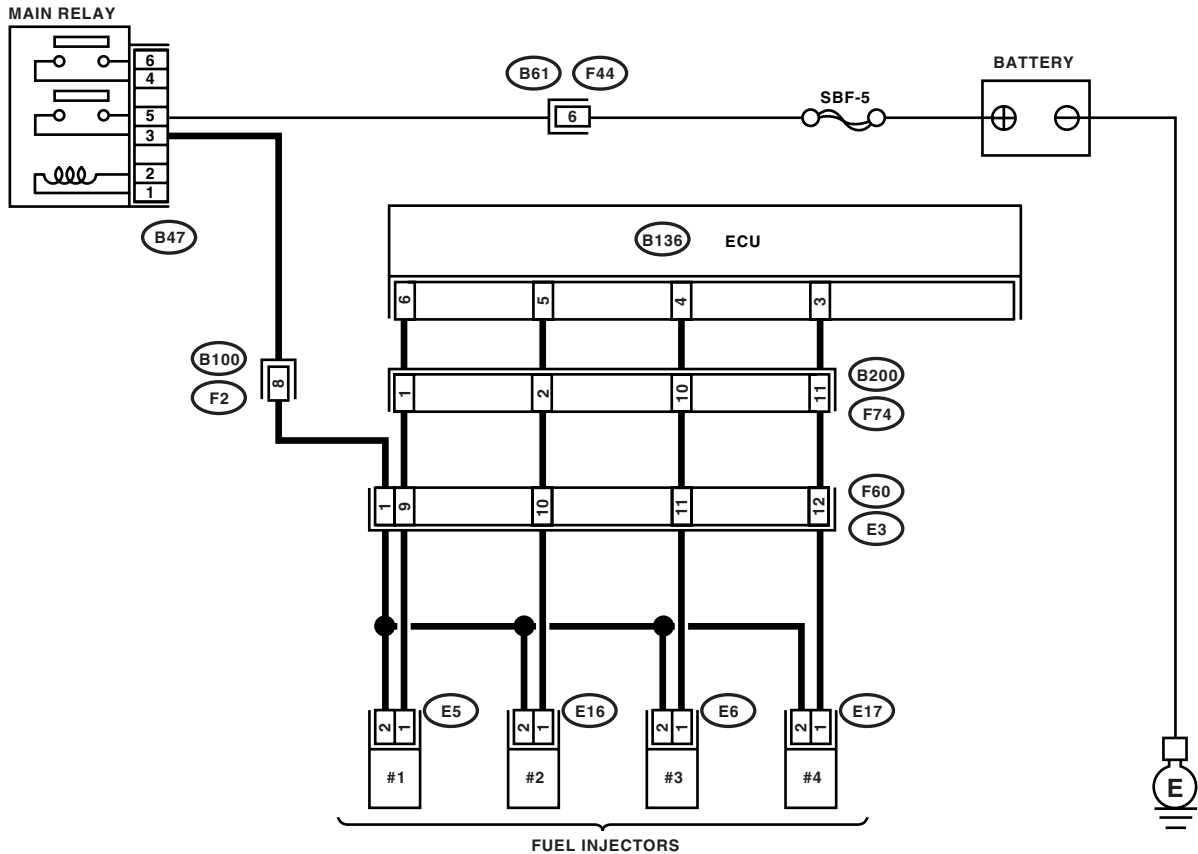 MAIN RELAY
6
4
5
3
2
1
B47
B61 F44
6
SBF-5
BATTERY
B136 ECU
6 5 4 3
B100
F2
8
1 2 10 11
B200
F74
1 9 10 11 12
F60
E3
2 1 E5
2 1 E16
2 1 E6
2 1 E17
#1 #2 #3 #4
E
FUEL INJECTORS